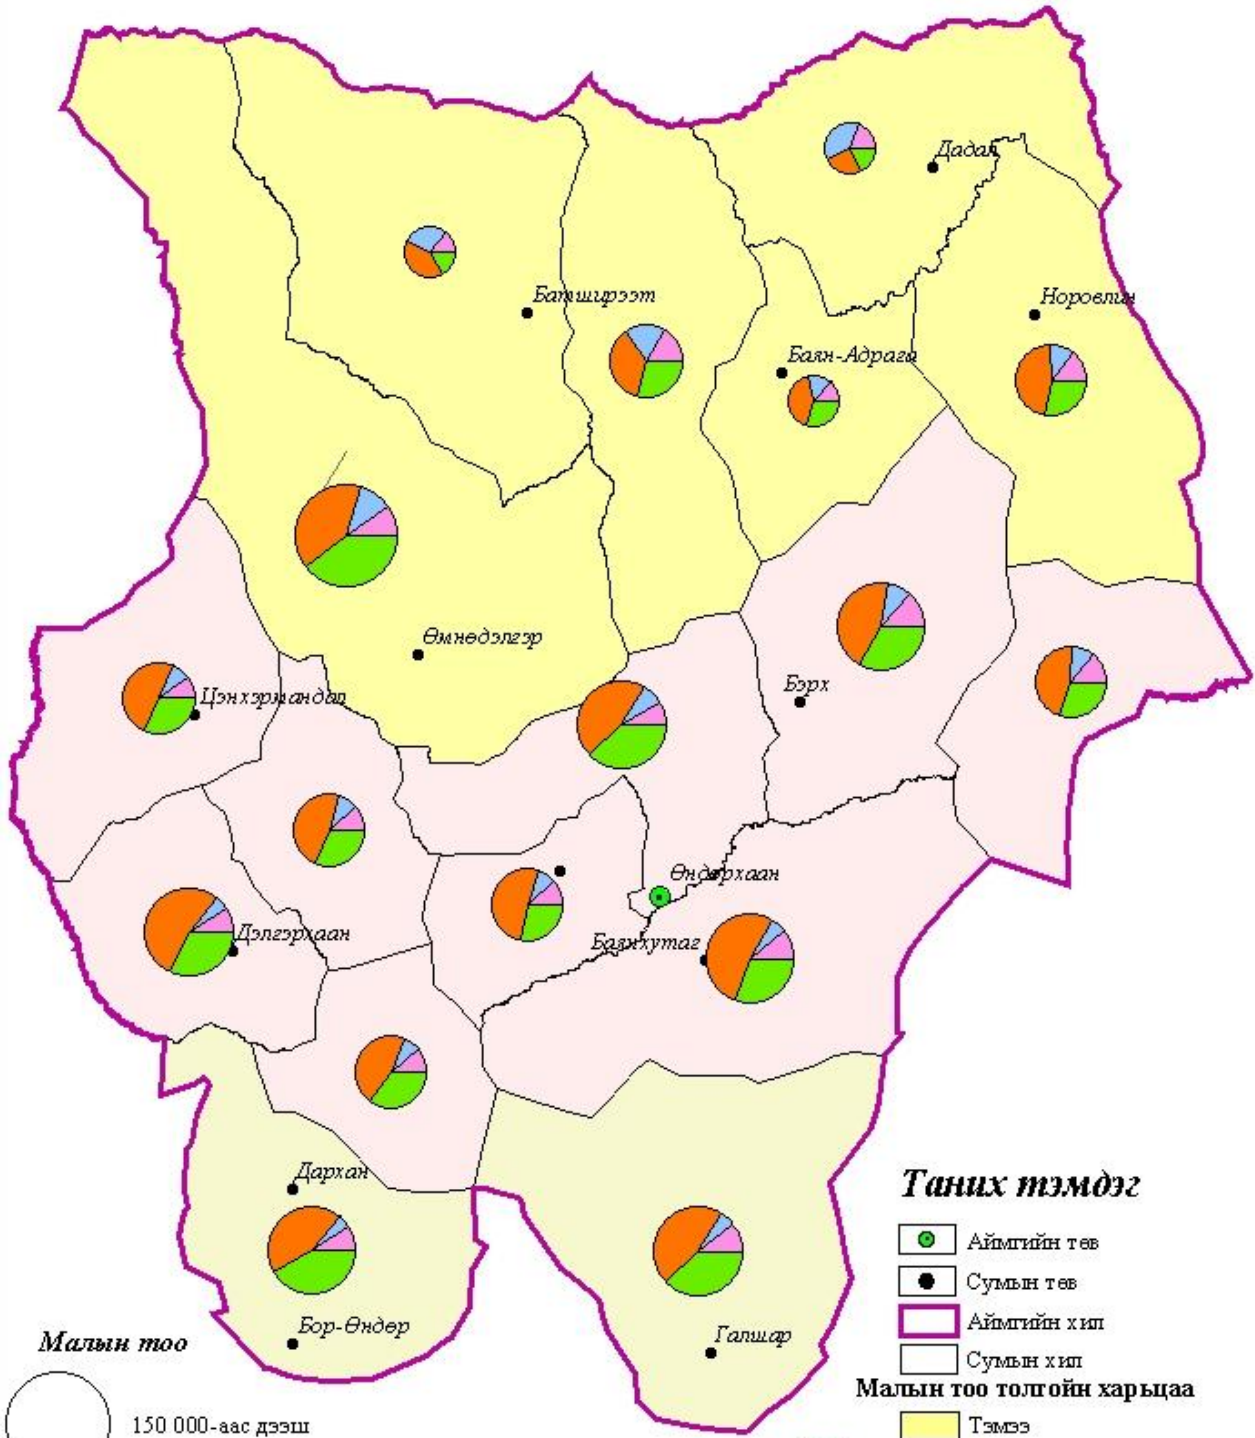 Дадал
Батширээт
Норовлин
Баян-Адрага
Өмнөдэлгэр
Бэрх
Цэнхэрмандал
Өндөрхаан
Дэлгэрхаан
Баянхутаг
Дархан
Таних тэмдэг
Аймгийн төв
Сумын төв
Бор-Өндөр
Галшар
Аймгийн хил
Малын тоо
Сумын хил
Малын тоо толгойн харьцаа
150 000-аас дээш
Тэмээ